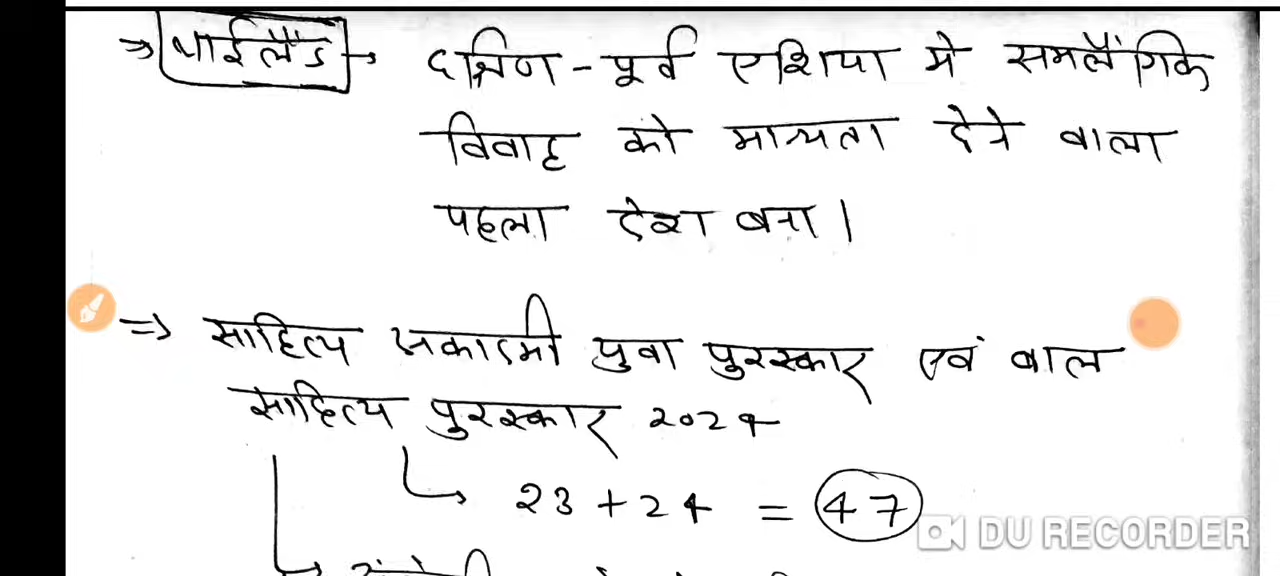 ⇒ थाईलैंड → दक्षिण - पूर्व एशिया मे समलैंगिक
विवाह को मान्यता देने वाला
पहला देश बना।
⇒ साहित्य अकादमी युवा पुरस्कार एवं बाल
साहित्य पुरस्कार 2024
→ 23 + 24 = 47
DU RECORDER